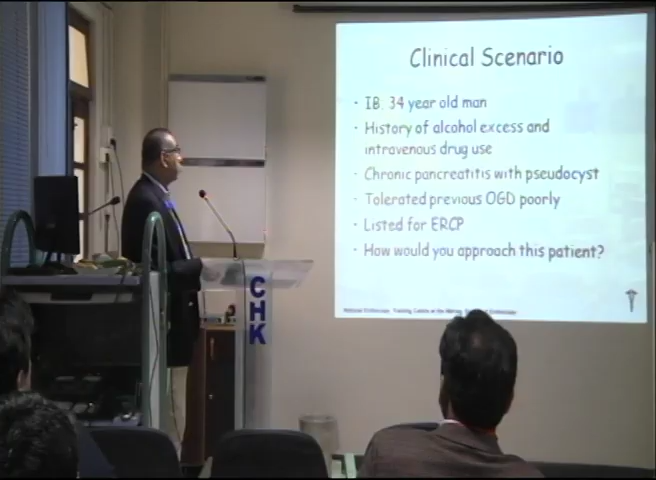 Clinical Scenario
• IB. 34 year old man
• History of alcohol excess and
intravenous drug use
• Chronic pancreatitis with pseudocyst
• Tolerated previous OGD poorly
• Listed for ERCP
• How would you approach this patient?
CHK